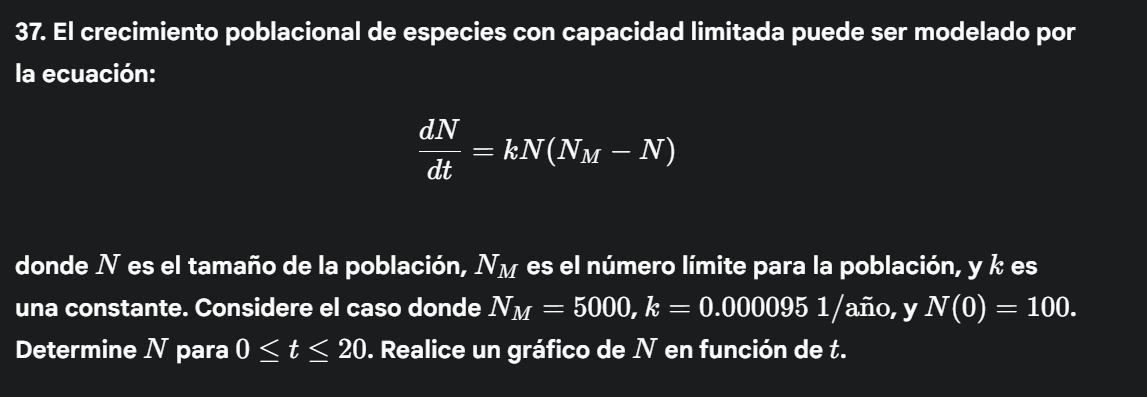 37. El crecimiento poblacional de especies con capacidad limitada puede ser modelado por
la ecuación:
dN/dt = kN(N_M − N)
donde N es el tamaño de la población, N_M es el número límite para la población, y k es
una constante. Considere el caso donde N_M = 5000, k = 0.000095 1/año, y N(0) = 100.
Determine N para 0 ≤ t ≤ 20. Realice un gráfico de N en función de t.